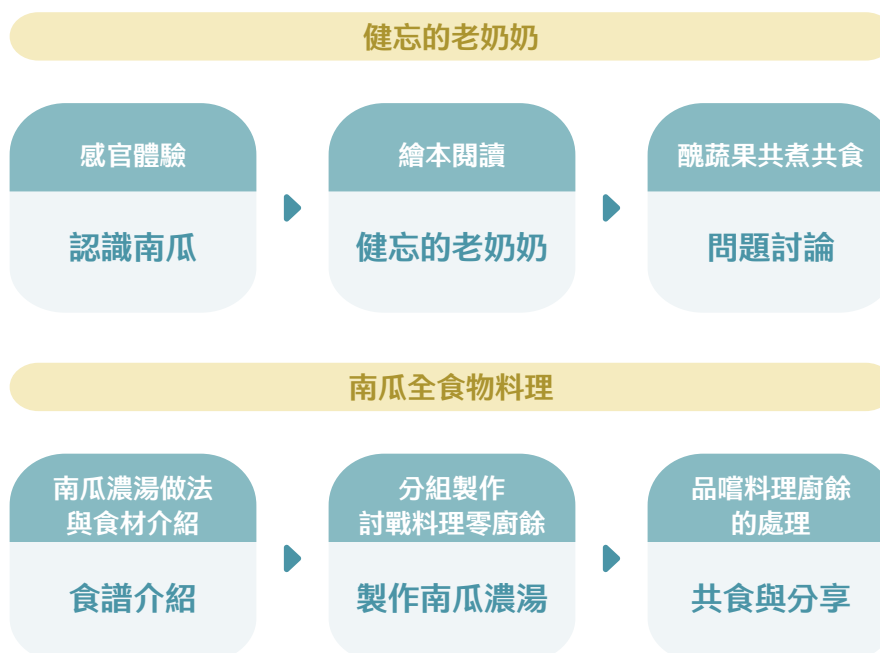 健忘的老奶奶
感官體驗
認識南瓜
繪本閱讀
健忘的老奶奶
醜蔬果共煮共食
問題討論
南瓜全食物料理
南瓜濃湯做法
與食材介紹
食譜介紹
分組製作
討戰料理零廚餘
製作南瓜濃湯
品嚐料理廚餘
的處理
共食與分享